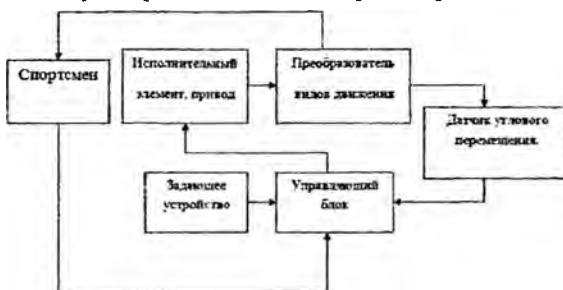 Спортсмен
Исполнительный
элемент, привод
Преобразователь
видов движения
Датчик углового
перемещения.
Задающее
устройство
Управляющий
блок